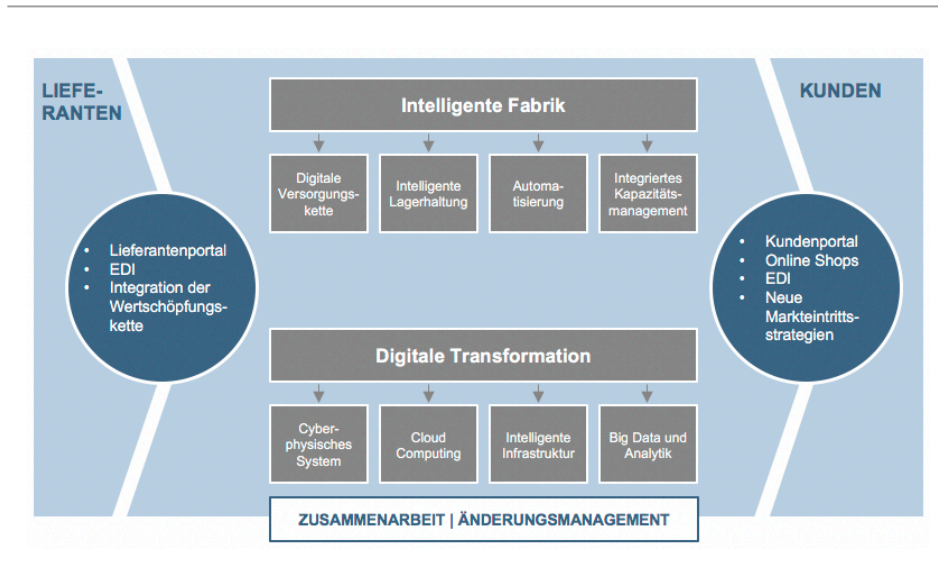 LIEFE-
RANTEN
KUNDEN
Intelligente Fabrik
Digitale
Versorgungs-
kette
Intelligente
Lagerhaltung
Automa-
tisierung
Integriertes
Kapazitäts-
management
• Lieferantenportal
• EDI
• Integration der
Wertschöpfungs-
kette
• Kundenportal
• Online Shops
• EDI
• Neue
Markteintritts-
strategien
Digitale Transformation
Cyber-
physisches
System
Cloud
Computing
Intelligente
Infrastruktur
Big Data und
Analytik
ZUSAMMENARBEIT | ÄNDERUNGSMANAGEMENT